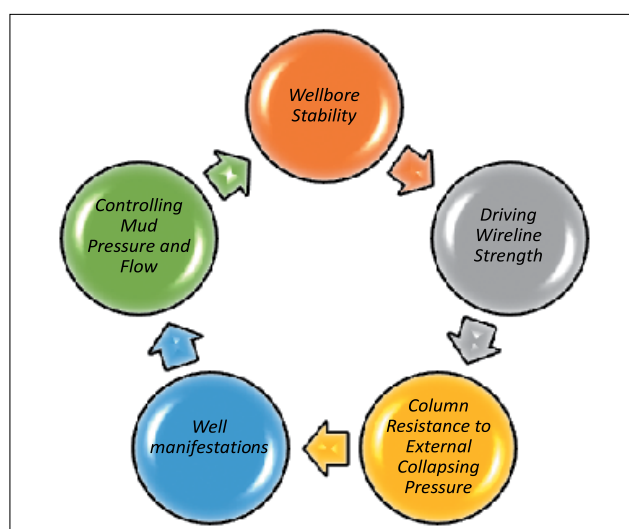 Wellbore
Stability
Driving
Wireline
Strength
Column
Resistance to
External
Collapsing
Pressure
Well
manifestations
Controlling
Mud
Pressure and
Flow